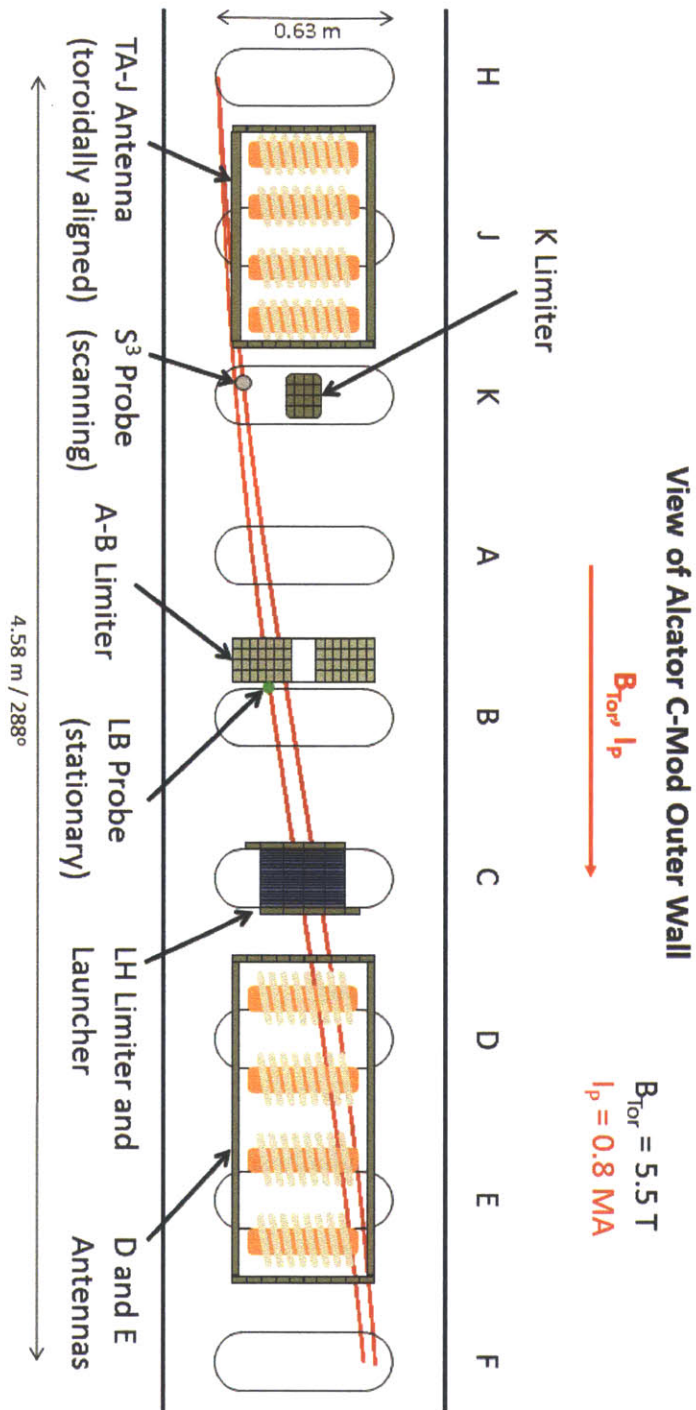 View of Alcator C-Mod Outer Wall
B_Tor, I_P
B_Tor = 5.5 T
I_P = 0.8 MA
H J K A B C D E F
K Limiter
0.63 m
TA-J Antenna
(toroidally aligned)
S³ Probe
(scanning)
A-B Limiter
LB Probe
(stationary)
LH Limiter and
Launcher
D and E
Antennas
4.58 m / 288°